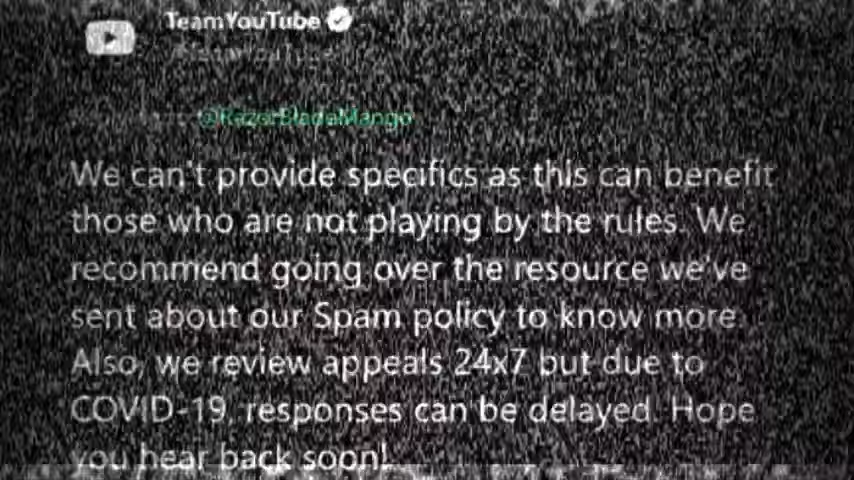 TeamYouTube
@TeamYouTube
@RazorBladeMango
We can't provide specifics as this can benefit
those who are not playing by the rules. We
recommend going over the resource we've
sent about our Spam policy to know more.
Also, we review appeals 24x7 but due to
COVID-19, responses can be delayed. Hope
you hear back soon!